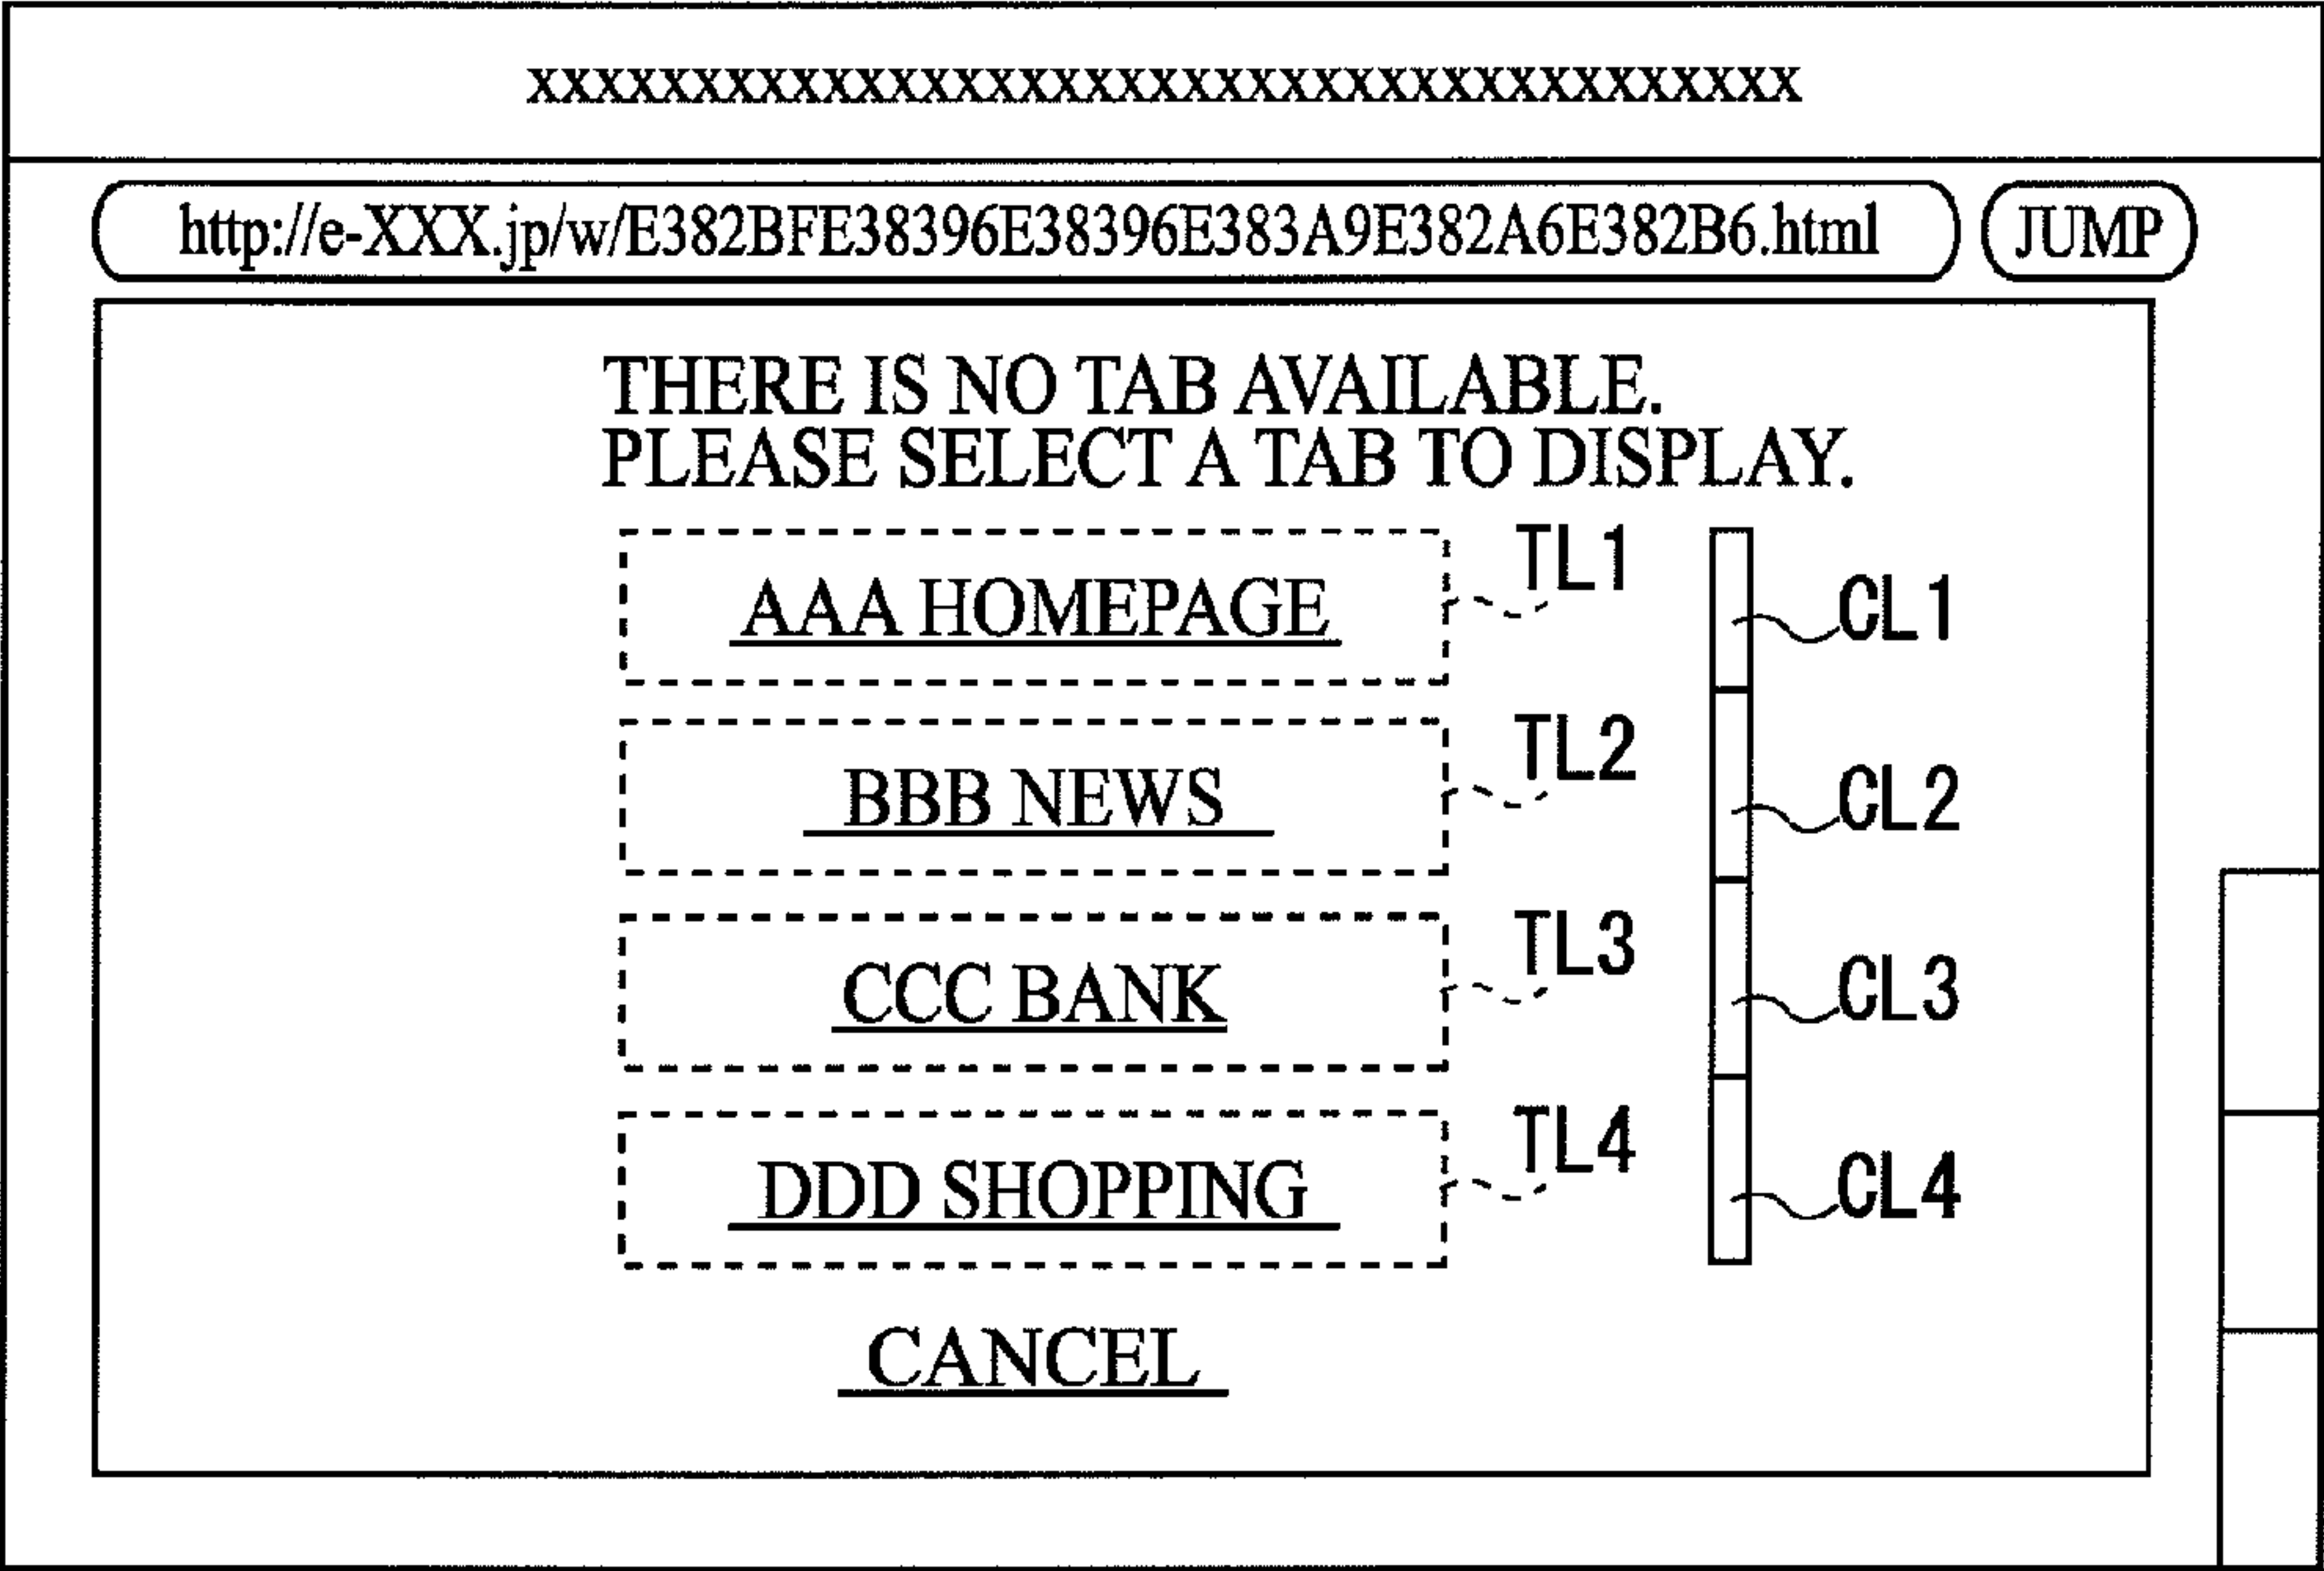 XXXXXXXXXXXXXXXXXXXXXXXXXXXXXXXXXXXXXXX
http://e-XXX.jp/w/E382BFE38396E38396E383A9E382A6E382B6.html JUMP
THERE IS NO TAB AVAILABLE.
PLEASE SELECT A TAB TO DISPLAY.
AAA HOMEPAGE TL1 CL1
BBB NEWS TL2 CL2
CCC BANK TL3 CL3
DDD SHOPPING TL4 CL4
CANCEL